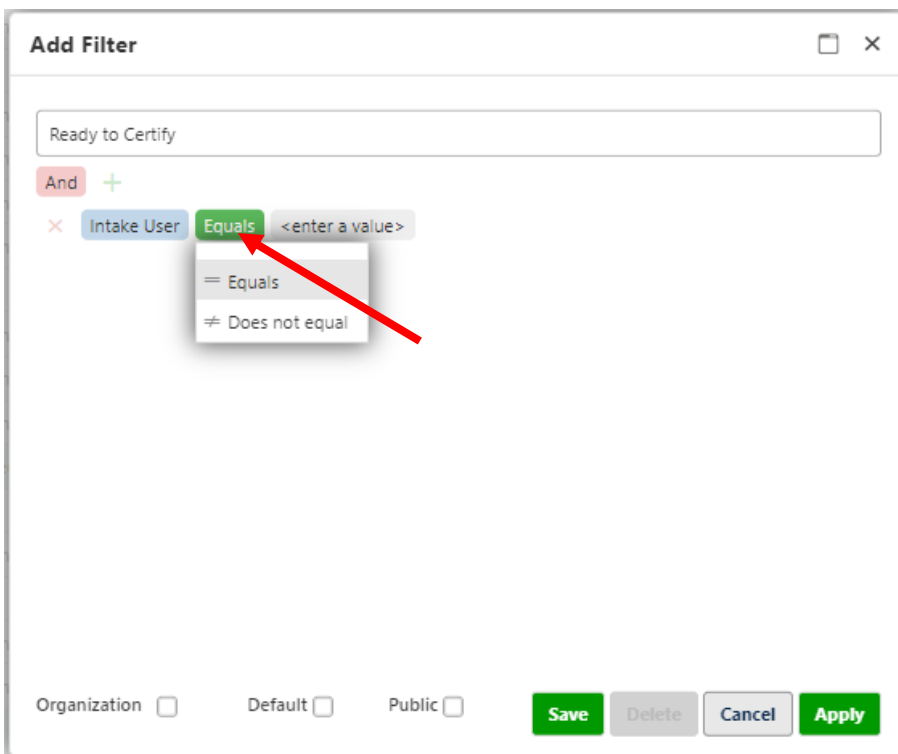 Add Filter
Ready to Certify
And
Intake User Equals <enter a value>
= Equals
≠ Does not equal
Organization Default Public Save Delete Cancel Apply